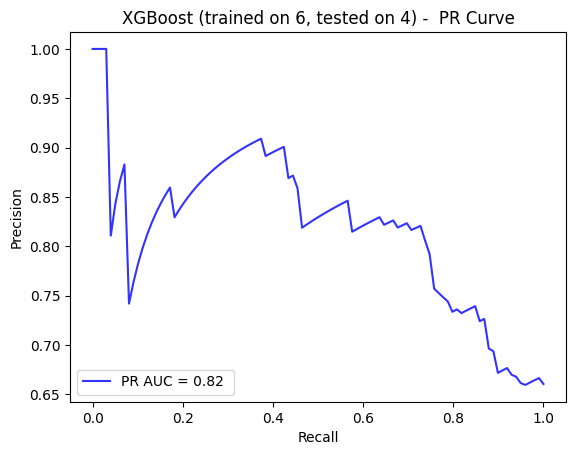 XGBoost (trained on 6, tested on 4) -  PR Curve
1.00
0.95
0.90
0.85
0.80
0.75
0.70
0.65
Precision
PR AUC = 0.82
0.0 0.2 0.4 0.6 0.8 1.0
Recall